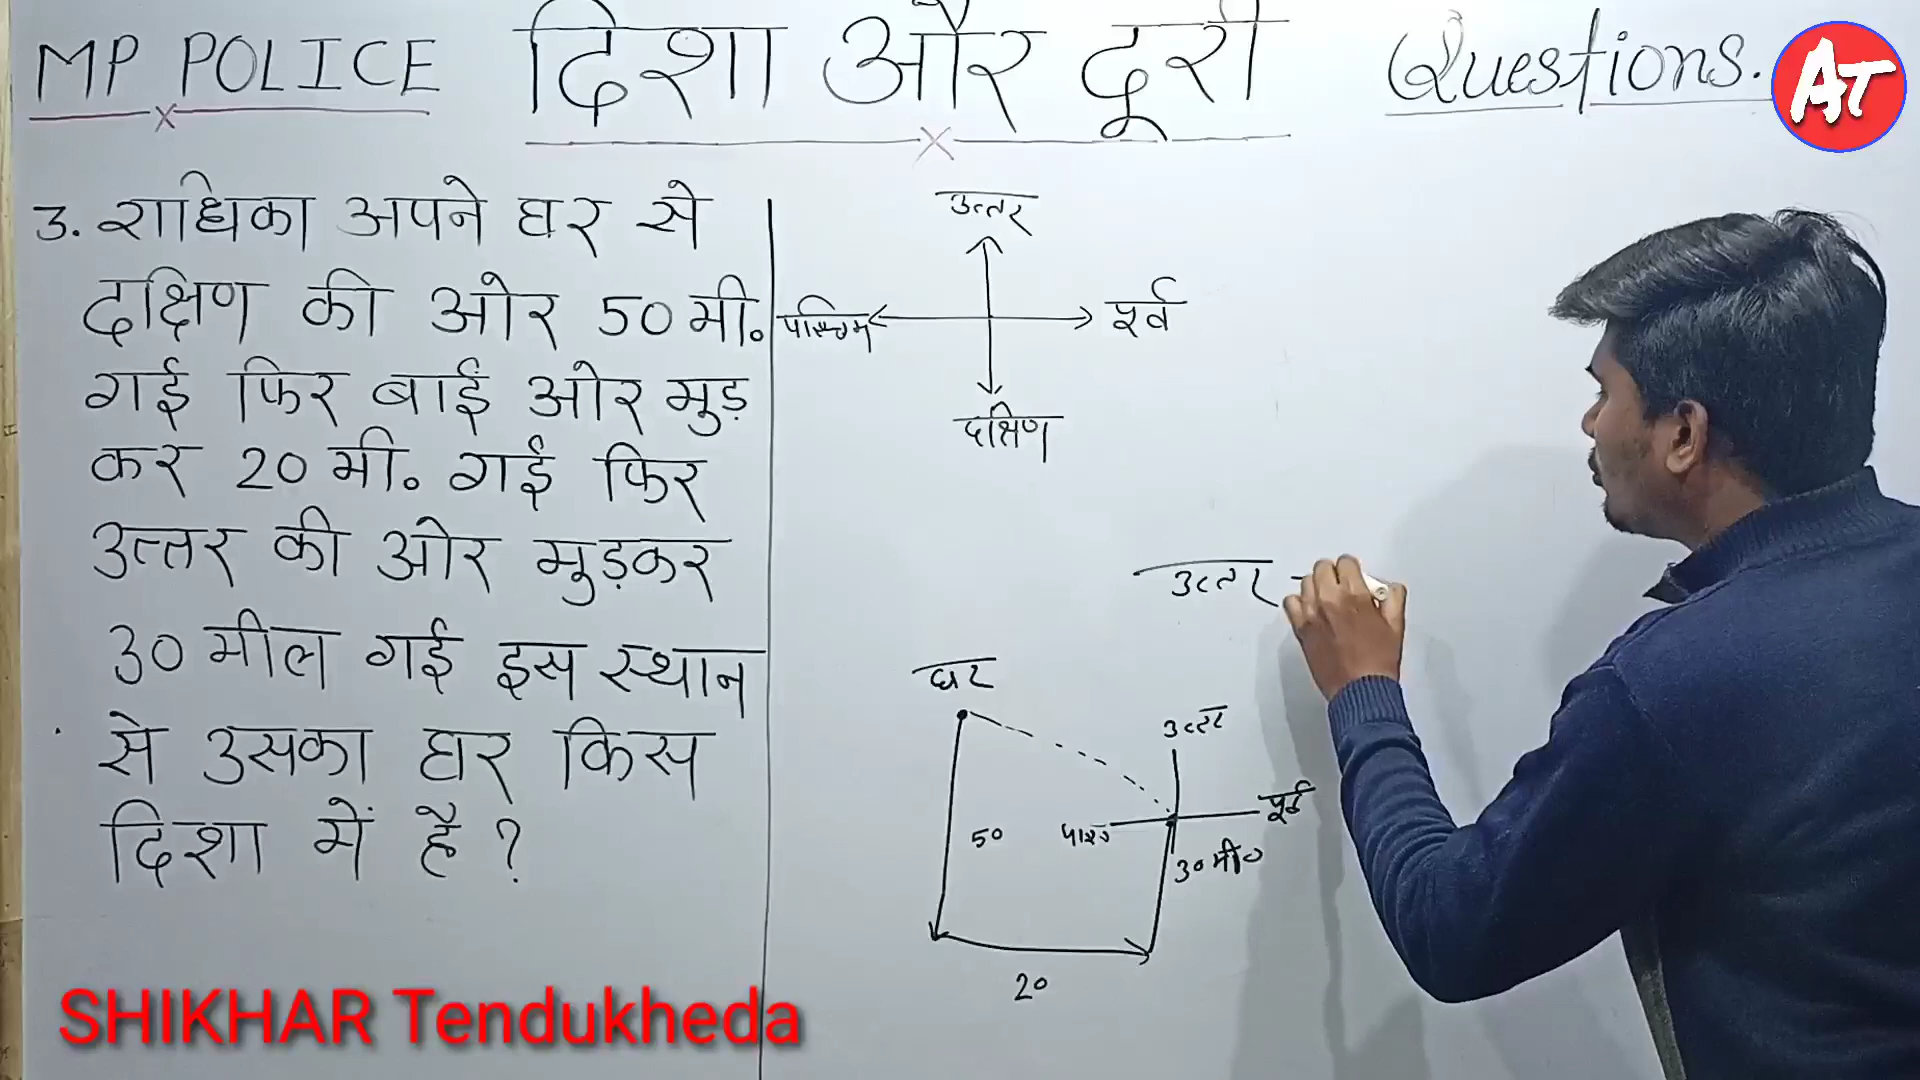 MP POLICE दिशा और दूरी Questions.
AT
3. राधिका अपने घर से
दक्षिण की ओर 50 मी.
गई फिर बाईं ओर मुड़
कर 20 मी. गई फिर
उत्तर की ओर मुड़कर
30 मील गई इस स्थान
से उसका घर किस
दिशा में है ?
उत्तर
पश्चिम
पूर्व
दक्षिण
उत्तर -
घर
उत्तर
पूर्व
50
30 मी०
20
SHIKHAR Tendukheda